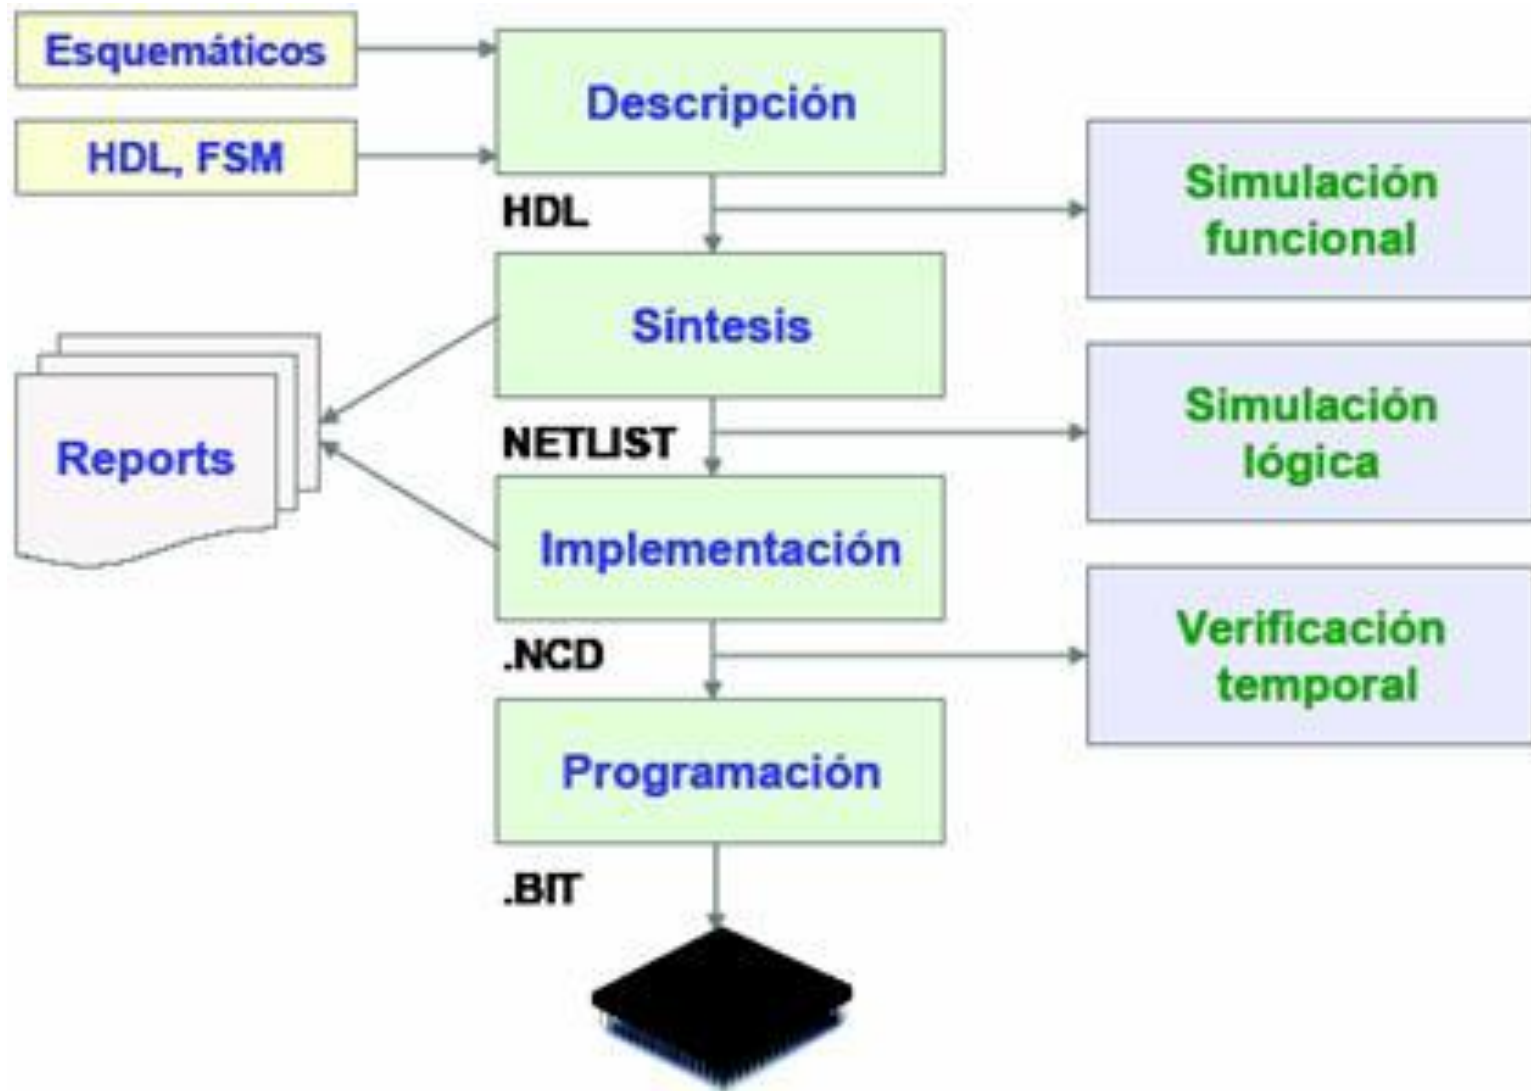 Esquemáticos
HDL, FSM
Descripción
HDL
Simulación
funcional
Síntesis
Reports
NETLIST
Simulación
lógica
Implementación
.NCD
Verificación
temporal
Programación
.BIT